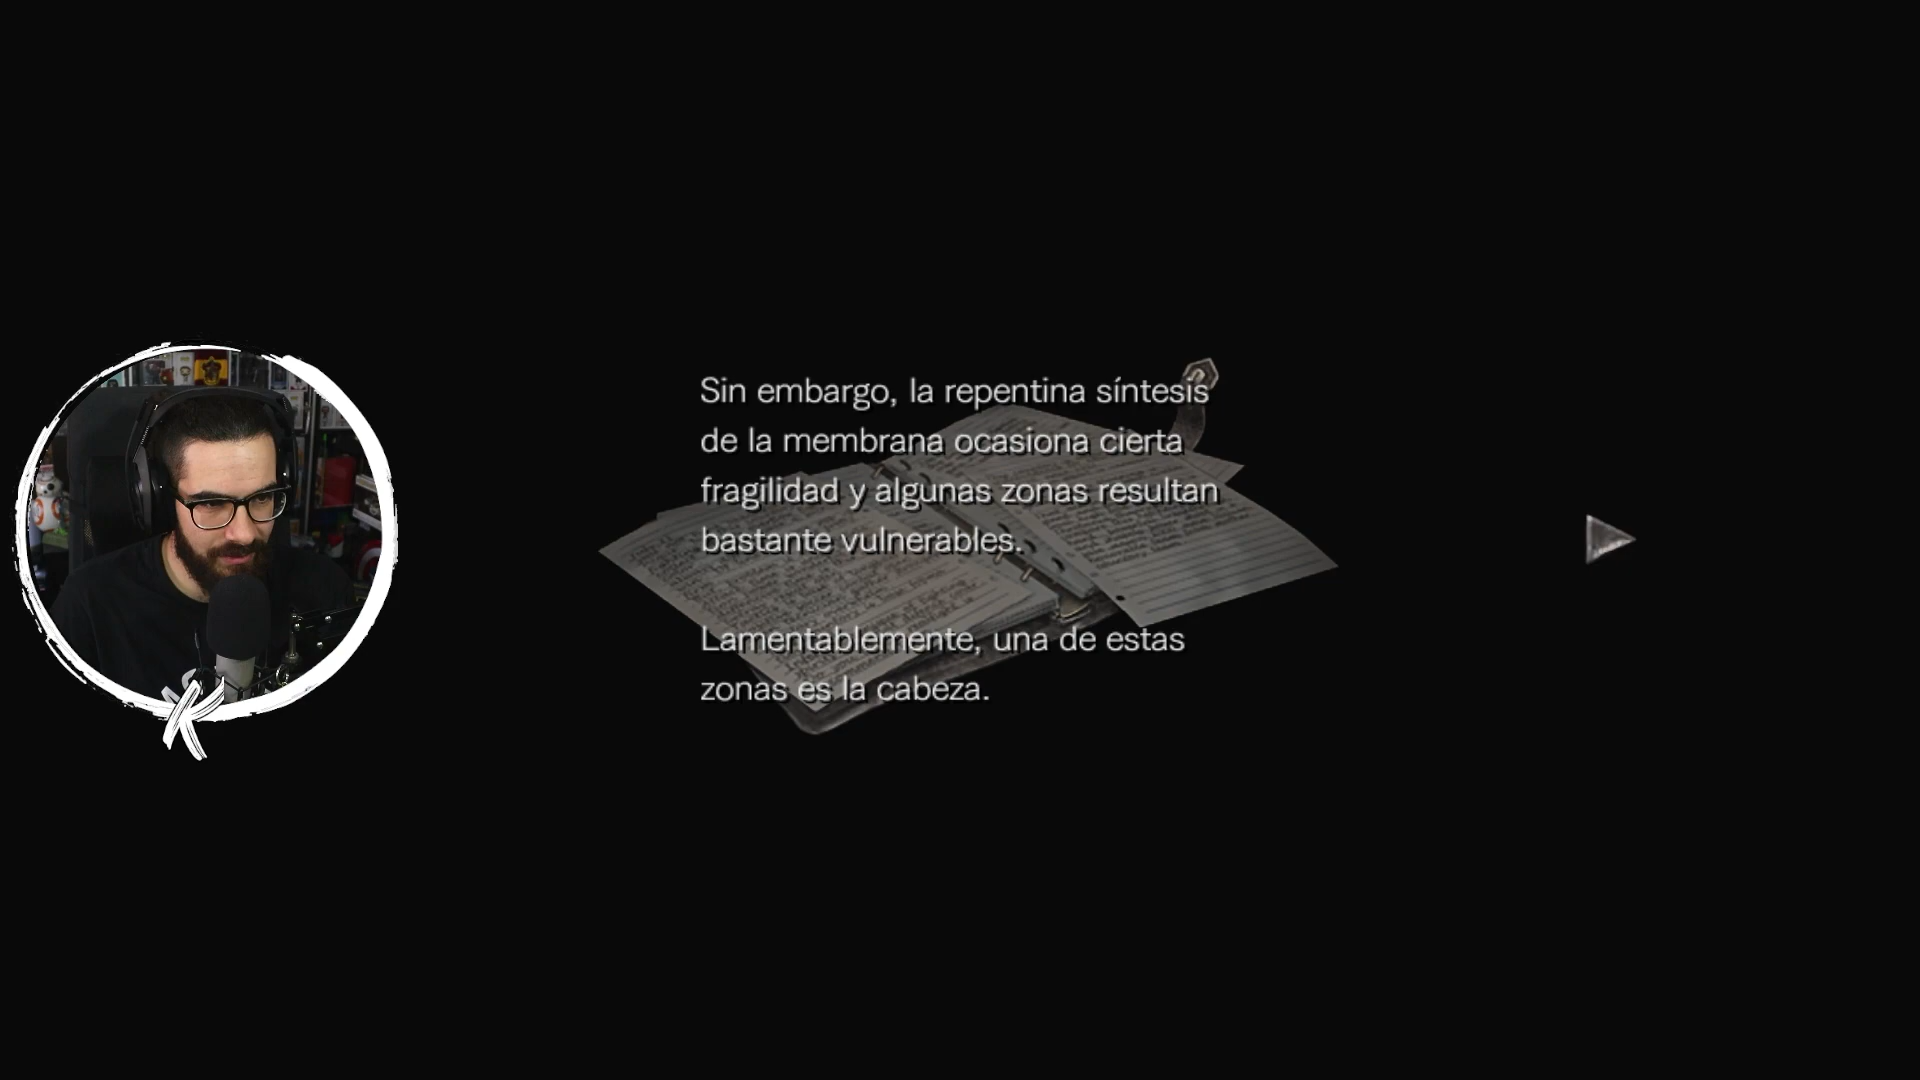 Sin embargo, la repentina síntesis
de la membrana ocasiona cierta
fragilidad y algunas zonas resultan
bastante vulnerables.
Lamentablemente, una de estas
zonas es la cabeza.